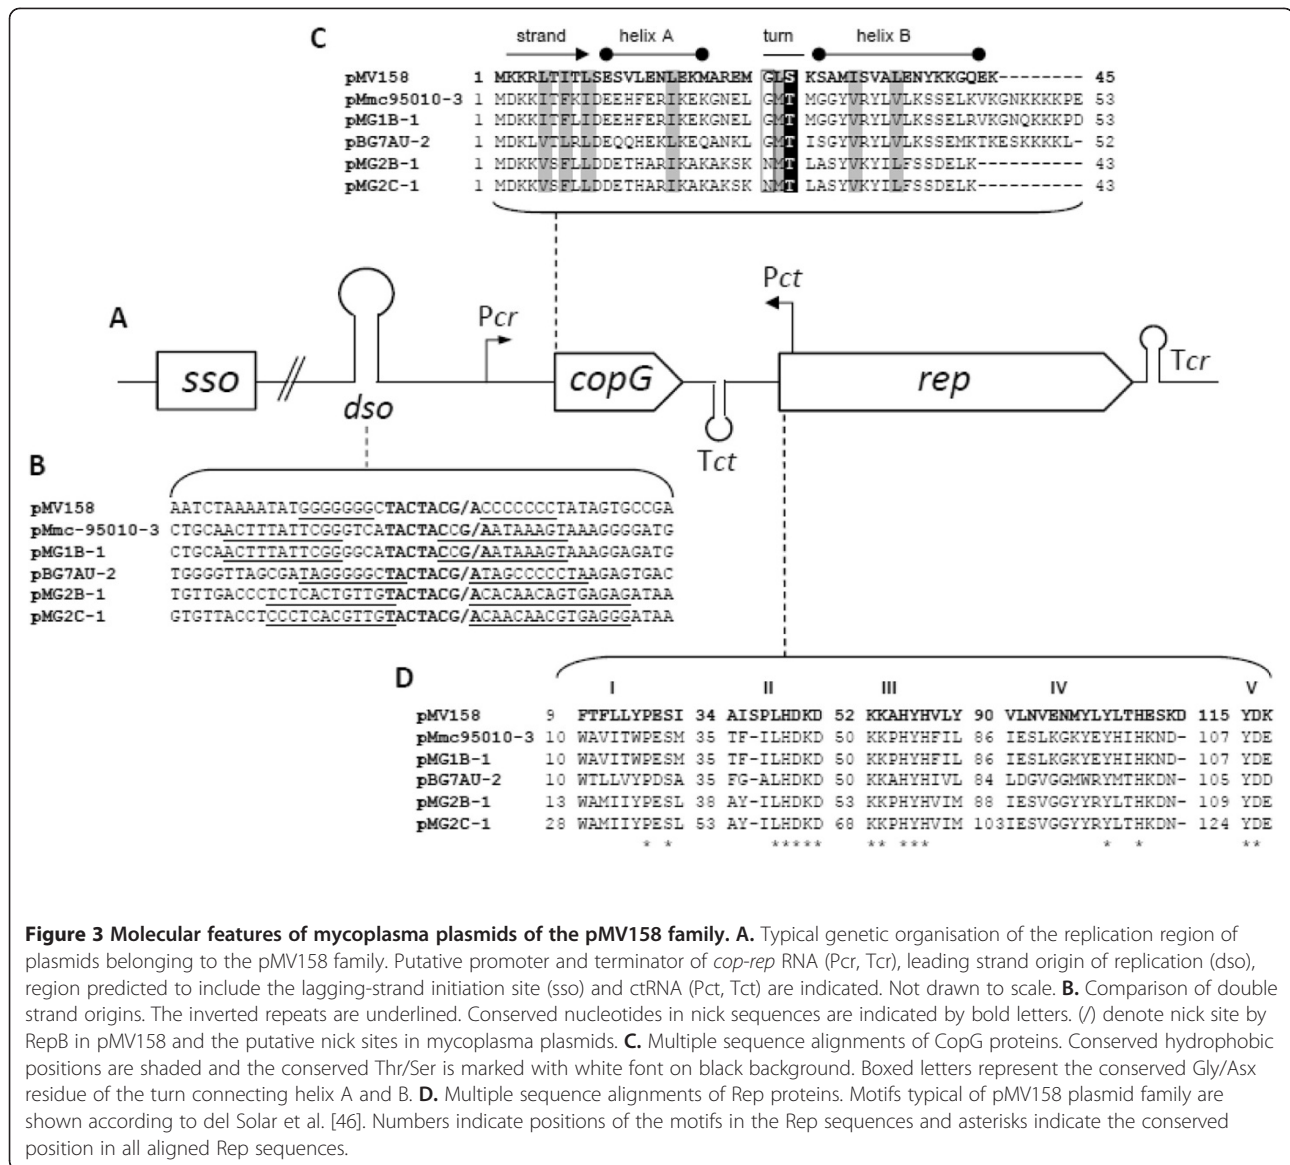 C
strand helix A turn helix B
pMV158 1 MKKRLTITLSESVLENLEKMAREM GLS KSAMISVALENYKKGQEK-------- 45
pMmc95010-3 1 MDKKITFKIDEEHFERIKEKGNEL GMT MGGYVRYLVLKSSELKVKGNKKKKPE 53
pMG1B-1 1 MDKKITFLIDEEHFERIKEKGNEL GMT MGGYVRYLVLKSSELRVKGNQKKKPD 53
pBG7AU-2 1 MDKLVTLRLDEQQHEKLKEQANKL GMT ISGYVRYLVLKSSEMKTKESKKKKL- 52
pMG2B-1 1 MDKKVSFLLDDETHARIKAKAKSK NMT LASYVKYILFSSDELK---------- 43
pMG2C-1 1 MDKKVSFLLDDETHARIKAKAKSK NMT LASYVKYILFSSDELK---------- 43
A
sso // dso Pcr copG Tct Pct rep Tcr
B
pMV158 AATCTAAAATATGGGGGGGCTACTACG/ACCCCCCCTATAGTGCCGA
pMmc-95010-3 CTGCAACTTTATTCGGGTCATACTACCG/AATAAAGTAAAGGGGATG
pMG1B-1 CTGCAACTTTATTCGGGGCATACTACCG/AATAAAGTAAAGGAGATG
pBG7AU-2 TGGGGTTAGCGATAGGGGGCTACTACG/ATAGCCCCCTAAGAGTGAC
pMG2B-1 TGTTGACCCTCTCACTGTTGTACTACG/ACACAACAGTGAGAGATAA
pMG2C-1 GTGTTACCTCCCTCACGTTGTACTACG/ACAACAACGTGAGGGATAA
D
I II III IV V
pMV158 9 FTFLLYPESI 34 AISPLHDKD 52 KKAHYHVLY 90 VLNVENMYLYLTHESKD 115 YDK
pMmc95010-3 10 WAVITWPESM 35 TF-ILHDKD 50 KKPHYHFIL 86 IESLKGKYEYHIHKND- 107 YDE
pMG1B-1 10 WAVITWPESM 35 TF-ILHDKD 50 KKPHYHFIL 86 IESLKGKYEYHIHKND- 107 YDE
pBG7AU-2 10 WTLLVYPDSA 35 FG-ALHDKD 50 KKAHYHIVL 84 LDGVGGMWRYMTHKDN- 105 YDD
pMG2B-1 13 WAMIIYPESL 38 AY-ILHDKD 53 KKPHYHVIM 88 IESVGGYYRYLTHKDN- 109 YDE
pMG2C-1 28 WAMIIYPESL 53 AY-ILHDKD 68 KKPHYHVIM 103IESVGGYYRYLTHKDN- 124 YDE
* * ***** ** *** * * **
Figure 3 Molecular features of mycoplasma plasmids of the pMV158 family. A. Typical genetic organisation of the replication region of
plasmids belonging to the pMV158 family. Putative promoter and terminator of cop-rep RNA (Pcr, Tcr), leading strand origin of replication (dso),
region predicted to include the lagging-strand initiation site (sso) and ctRNA (Pct, Tct) are indicated. Not drawn to scale. B. Comparison of double
strand origins. The inverted repeats are underlined. Conserved nucleotides in nick sequences are indicated by bold letters. (/) denote nick site by
RepB in pMV158 and the putative nick sites in mycoplasma plasmids. C. Multiple sequence alignments of CopG proteins. Conserved hydrophobic
positions are shaded and the conserved Thr/Ser is marked with white font on black background. Boxed letters represent the conserved Gly/Asx
residue of the turn connecting helix A and B. D. Multiple sequence alignments of Rep proteins. Motifs typical of pMV158 plasmid family are
shown according to del Solar et al. [46]. Numbers indicate positions of the motifs in the Rep sequences and asterisks indicate the conserved
position in all aligned Rep sequences.